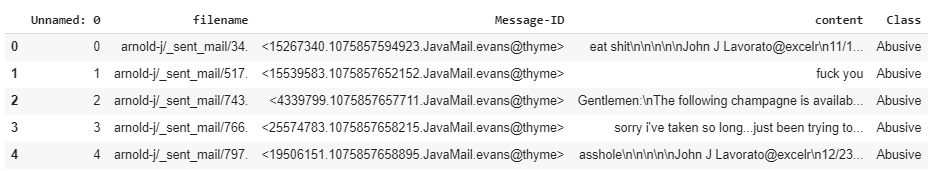 Unnamed: 0 filename Message-ID content Class
0 0 arnold-j/_sent_mail/34. <15267340.1075857594923.JavaMail.evans@thyme> eat shit\n\n\n\n\nJohn J Lavorato@excelr\n11/1... Abusive
1 1 arnold-j/_sent_mail/517. <15539583.1075857652152.JavaMail.evans@thyme> fuck you Abusive
2 2 arnold-j/_sent_mail/743. <4339799.1075857657711.JavaMail.evans@thyme> Gentlemen:\nThe following champagne is availab... Abusive
3 3 arnold-j/_sent_mail/766. <25574783.1075857658215.JavaMail.evans@thyme> sorry i've taken so long...just been trying to... Abusive
4 4 arnold-j/_sent_mail/797. <19506151.1075857658895.JavaMail.evans@thyme> asshole\n\n\n\n\nJohn J Lavorato@excelr\n12/23... Abusive